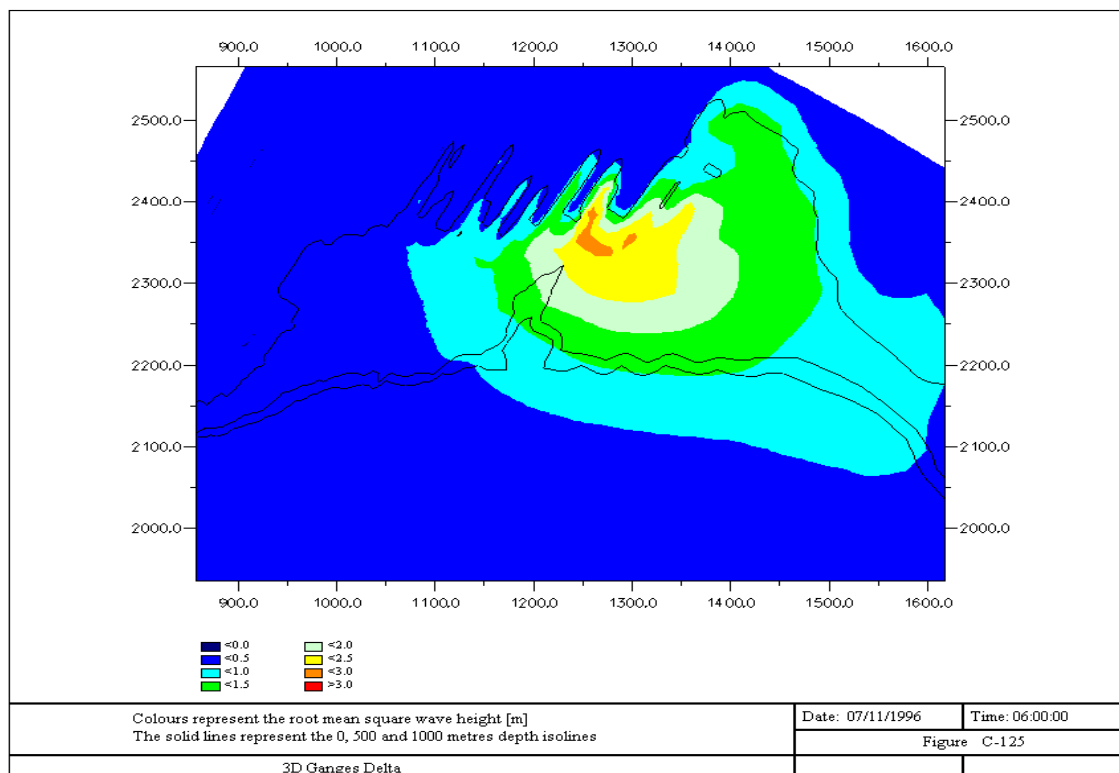 900.0 1000.0 1100.0 1200.0 1300.0 1400.0 1500.0 1600.0
2500.0 2500.0
2400.0 2400.0
2300.0 2300.0
2200.0 2200.0
2100.0 2100.0
2000.0 2000.0
900.0 1000.0 1100.0 1200.0 1300.0 1400.0 1500.0 1600.0
<0.0 <2.0
<0.5 <2.5
<1.0 <3.0
<1.5 >3.0
Colours represent the root mean square wave height [m]
The solid lines represent the 0, 500 and 1000 metres depth isolines
Date: 07/11/1996 Time: 06:00:00
Figure C-125
3D Ganges Delta